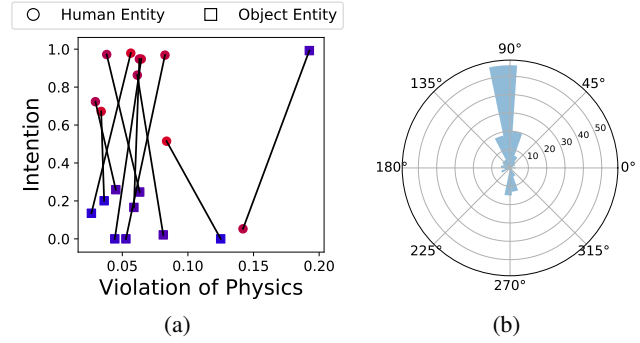 Human Entity Object Entity
1.0
0.8
0.6
0.4
0.2
0.0
Intention
0.05 0.10 0.15 0.20
Violation of Physics
(a)
90°
135° 45°
180° 0°
10 20 30 40 50
225° 315°
270°
(b)